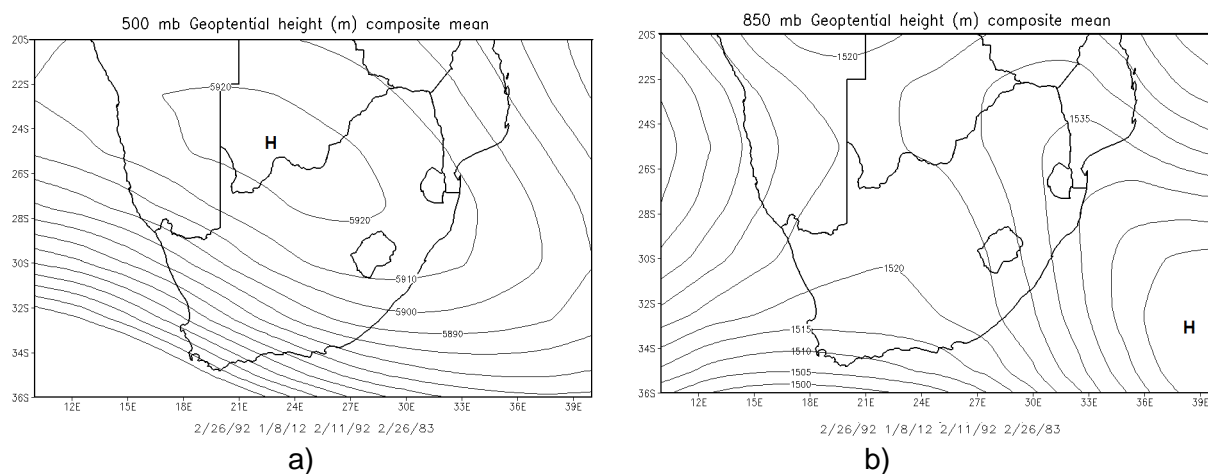 500 mb Geoptential height (m) composite mean
20S
22S
24S
26S
28S
30S
32S
34S
36S
12E 15E 18E 21E 24E 27E 30E 33E 36E 39E
5920
H
5920
5910
5900
5890
2/26/92 1/8/12 2/11/92 2/26/83
a)
850 mb Geoptential height (m) composite mean
20S
22S
24S
26S
28S
30S
32S
34S
36S
12E 15E 18E 21E 24E 27E 30E 33E 36E 39E
1520
1535
1520
H
1515
1510
1505
1500
2/26/92 1/8/12 2/11/92 2/26/83
b)